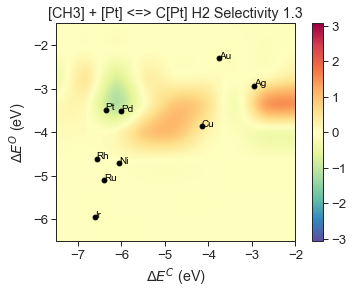 [CH3] + [Pt] <=> C[Pt] H2 Selectivity 1.3
3
2
1
0
−1
−2
−3
−2
−3
−4
−5
−6
ΔE^O (eV)
Au
Ag
Pt
Pd
Cu
Rh
Ni
Ru
Ir
−7
−6
−5
−4
−3
−2
ΔE^C (eV)